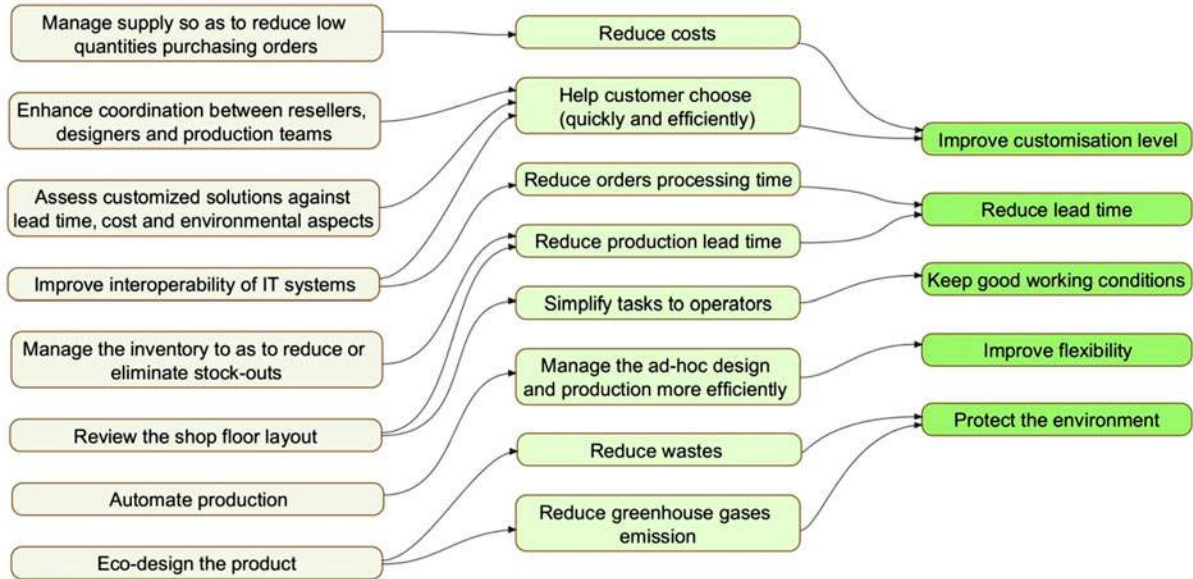 Manage supply so as to reduce low
quantities purchasing orders
Enhance coordination between resellers,
designers and production teams
Assess customized solutions against
lead time, cost and environmental aspects
Improve interoperability of IT systems
Manage the inventory to as to reduce or
eliminate stock-outs
Review the shop floor layout
Automate production
Eco-design the product
Reduce costs
Help customer choose
(quickly and efficiently)
Reduce orders processing time
Reduce production lead time
Simplify tasks to operators
Manage the ad-hoc design
and production more efficiently
Reduce wastes
Reduce greenhouse gases
emission
Improve customisation level
Reduce lead time
Keep good working conditions
Improve flexibility
Protect the environment